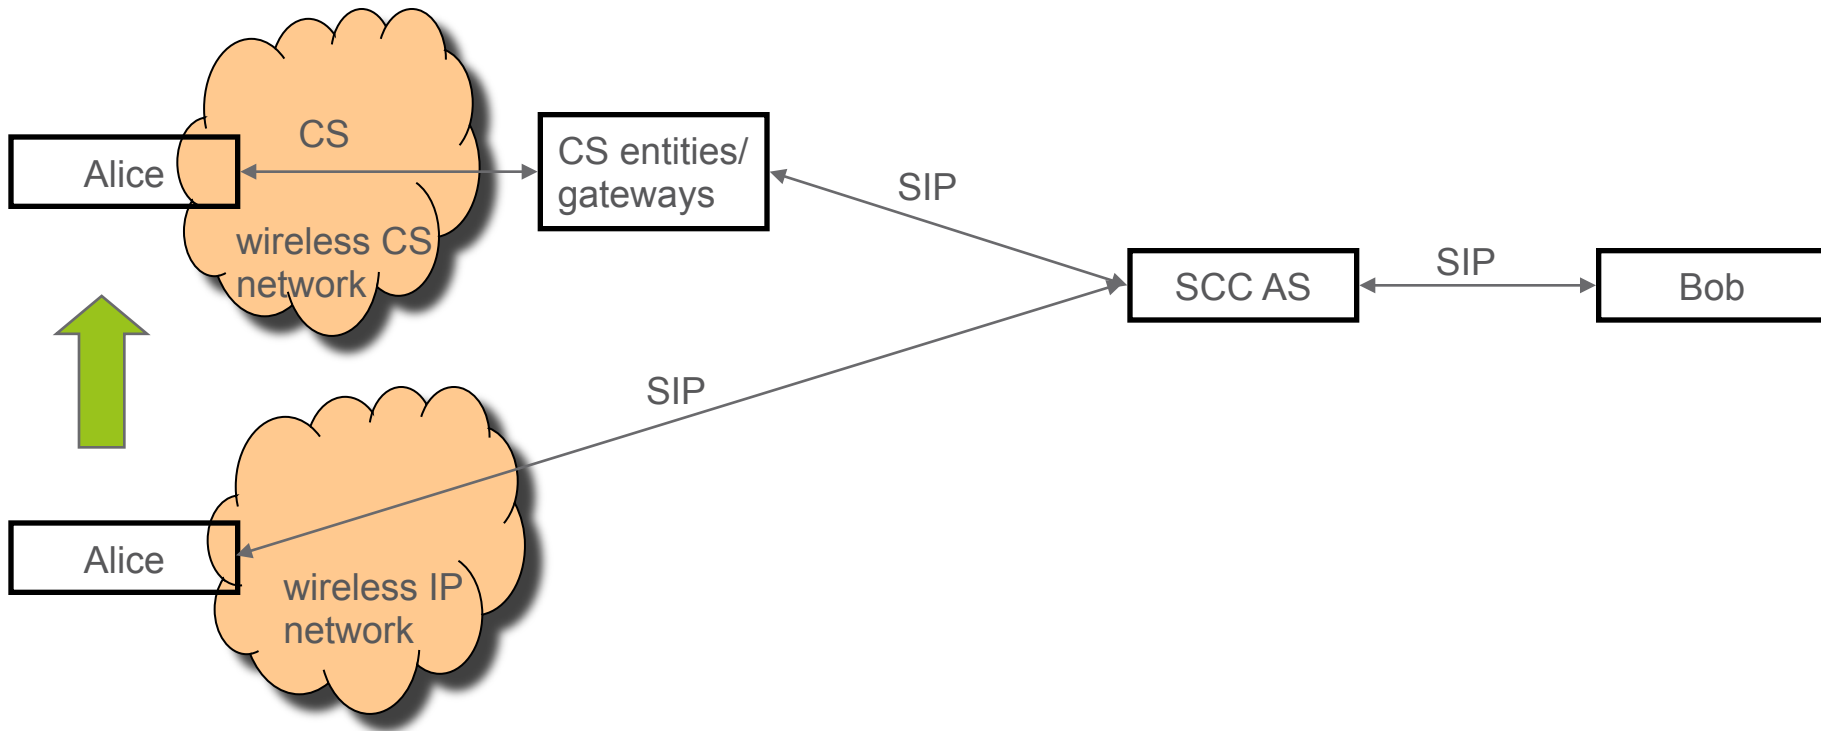 CS
Alice
CS entities/
gateways
SIP
wireless CS
network
SCC AS
SIP
Bob
SIP
Alice
wireless IP
network